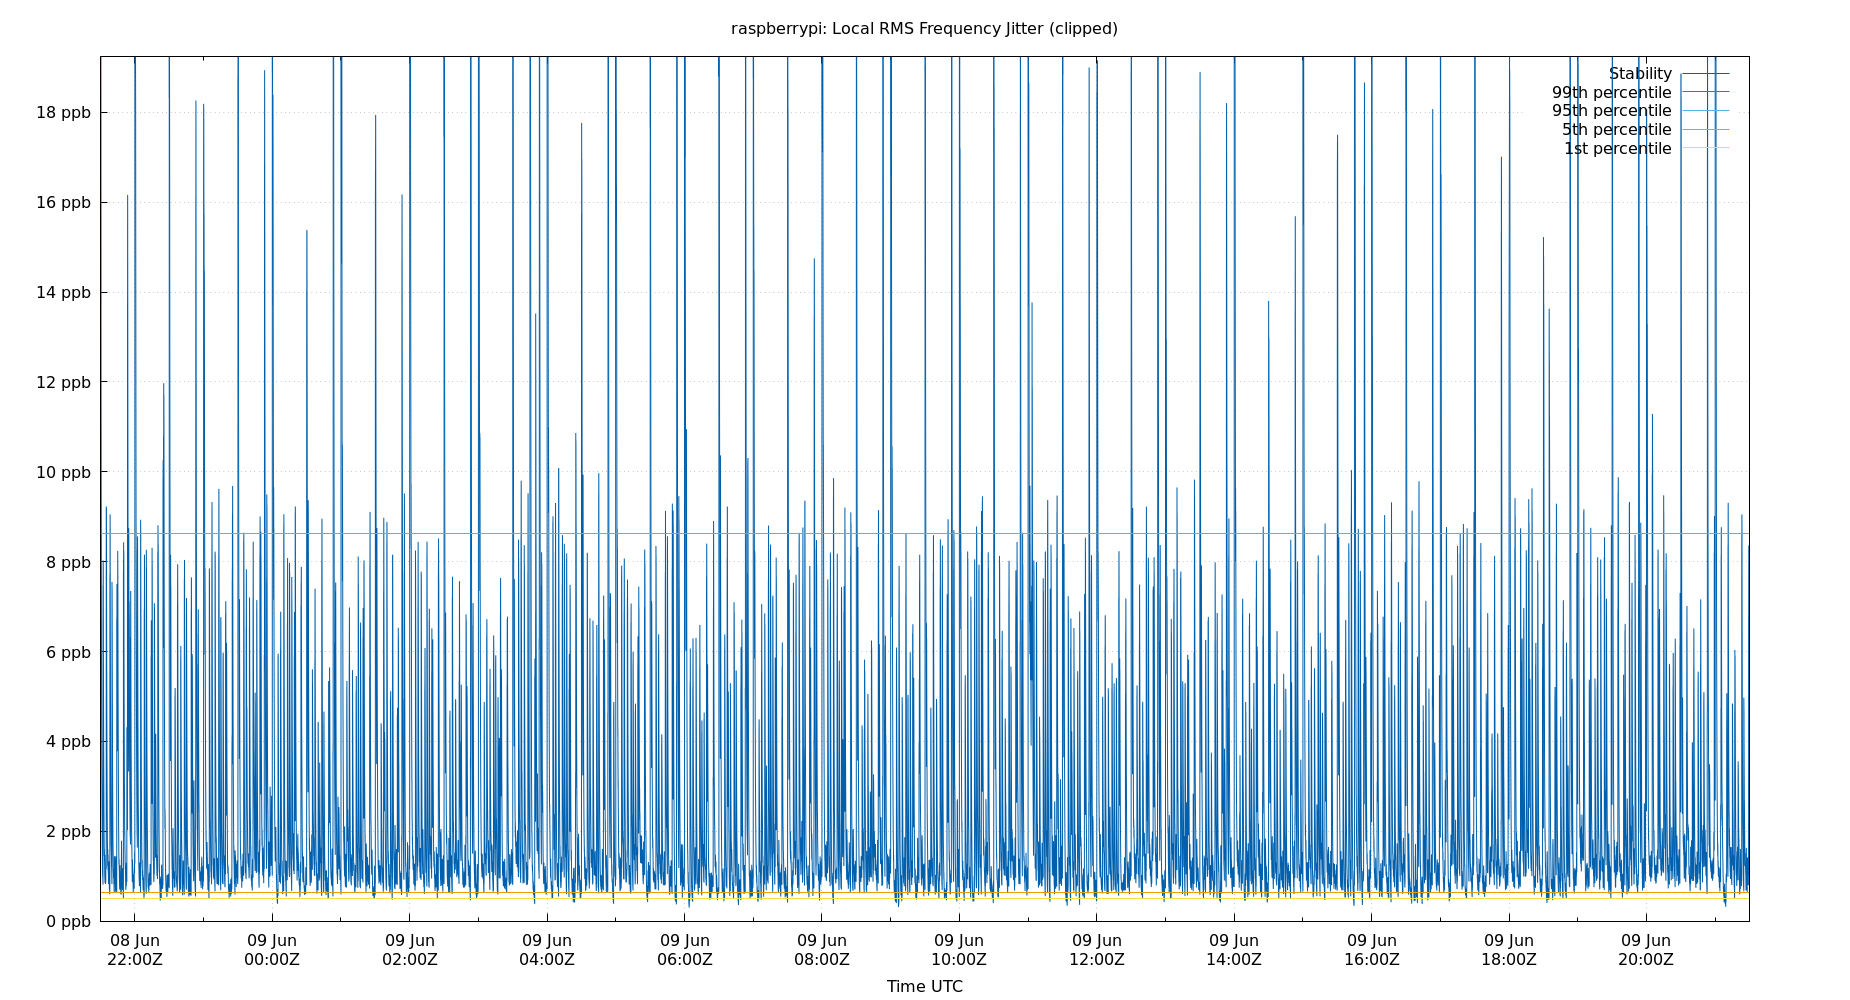 raspberrypi: Local RMS Frequency Jitter (clipped)
Stability
99th percentile
95th percentile
5th percentile
1st percentile
18 ppb
16 ppb
14 ppb
12 ppb
10 ppb
8 ppb
6 ppb
4 ppb
2 ppb
0 ppb
08 Jun 09 Jun 09 Jun 09 Jun 09 Jun 09 Jun 09 Jun 09 Jun 09 Jun 09 Jun 09 Jun 09 Jun
22:00Z 00:00Z 02:00Z 04:00Z 06:00Z 08:00Z 10:00Z 12:00Z 14:00Z 16:00Z 18:00Z 20:00Z
Time UTC